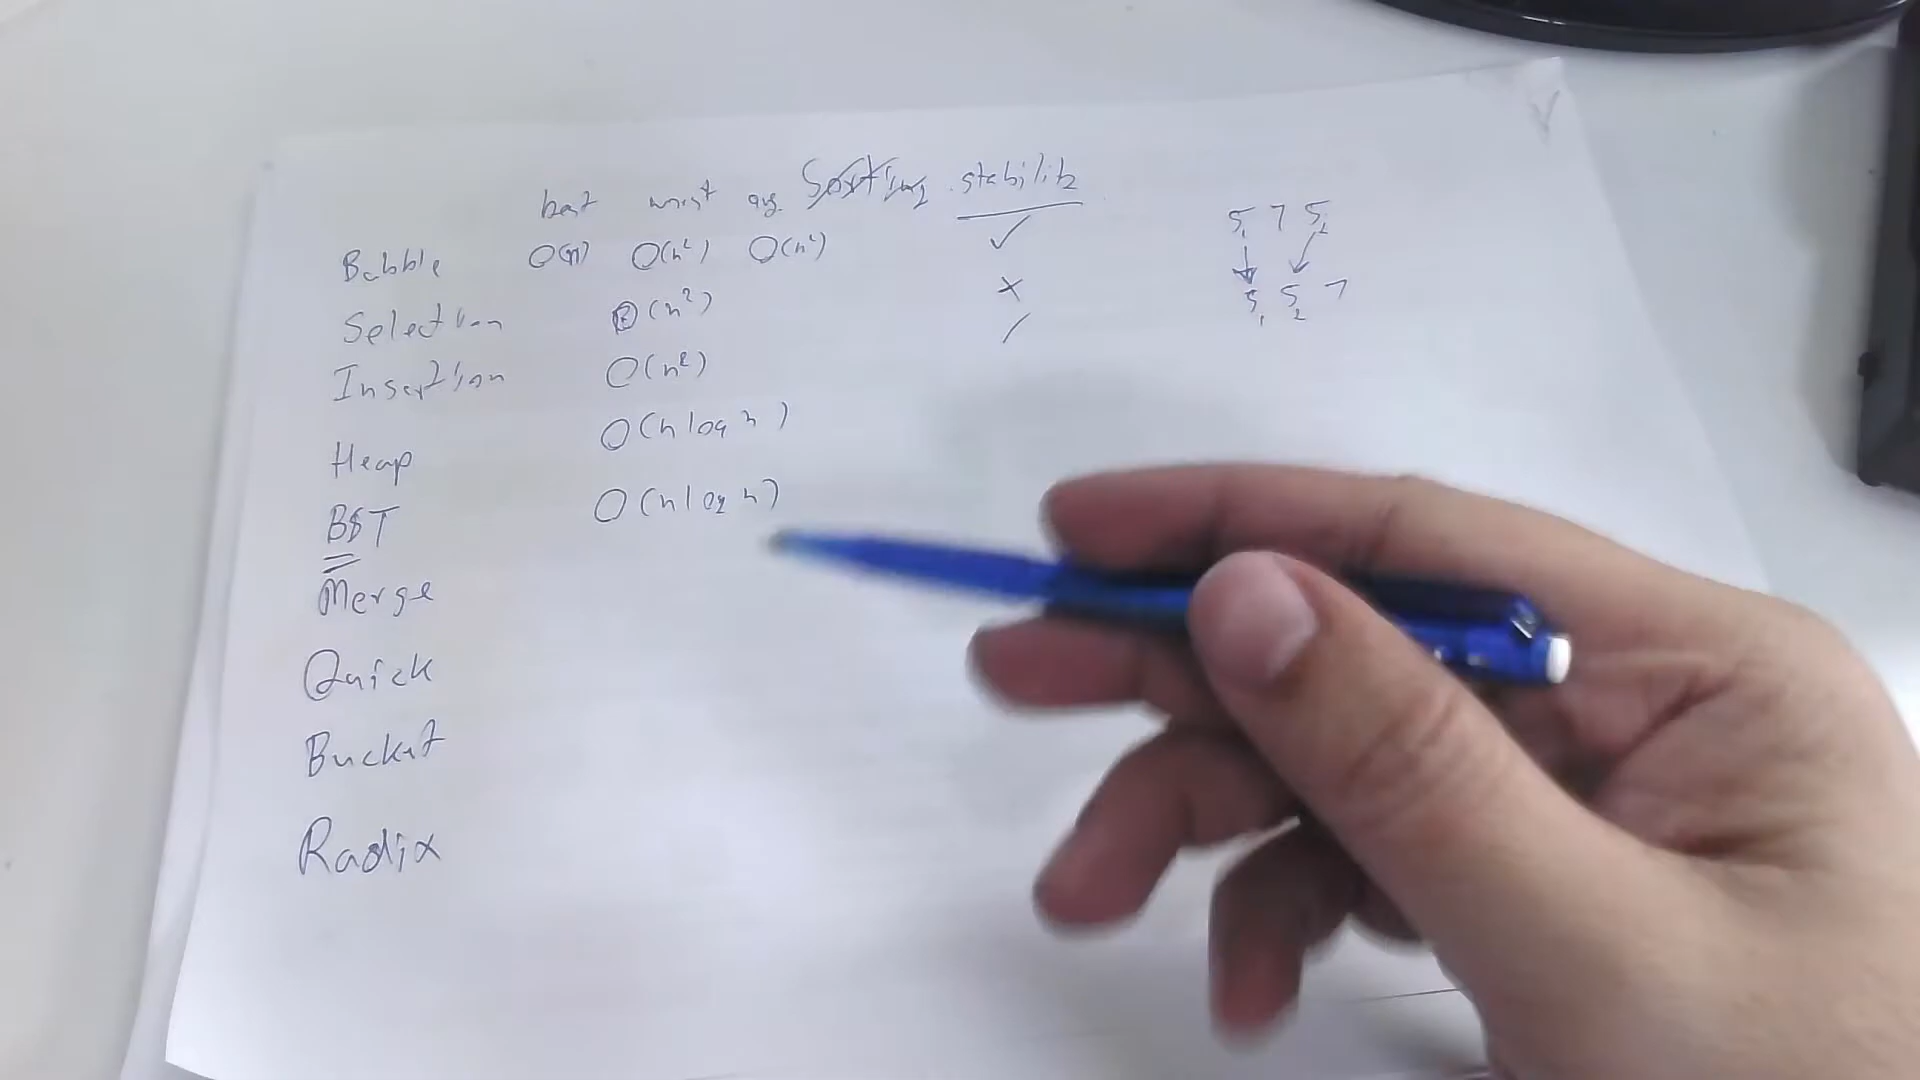 best worst avg. Sorting stability
Bubble O(n) O(n²) O(n²) ✓
Selection O(n²) ×
Insertion O(n²) /
Heap O(n log n)
BST O(n log n)
Merge
Quick
Bucket
Radix
5₁ 7 5₂
5₁ 5₂ 7